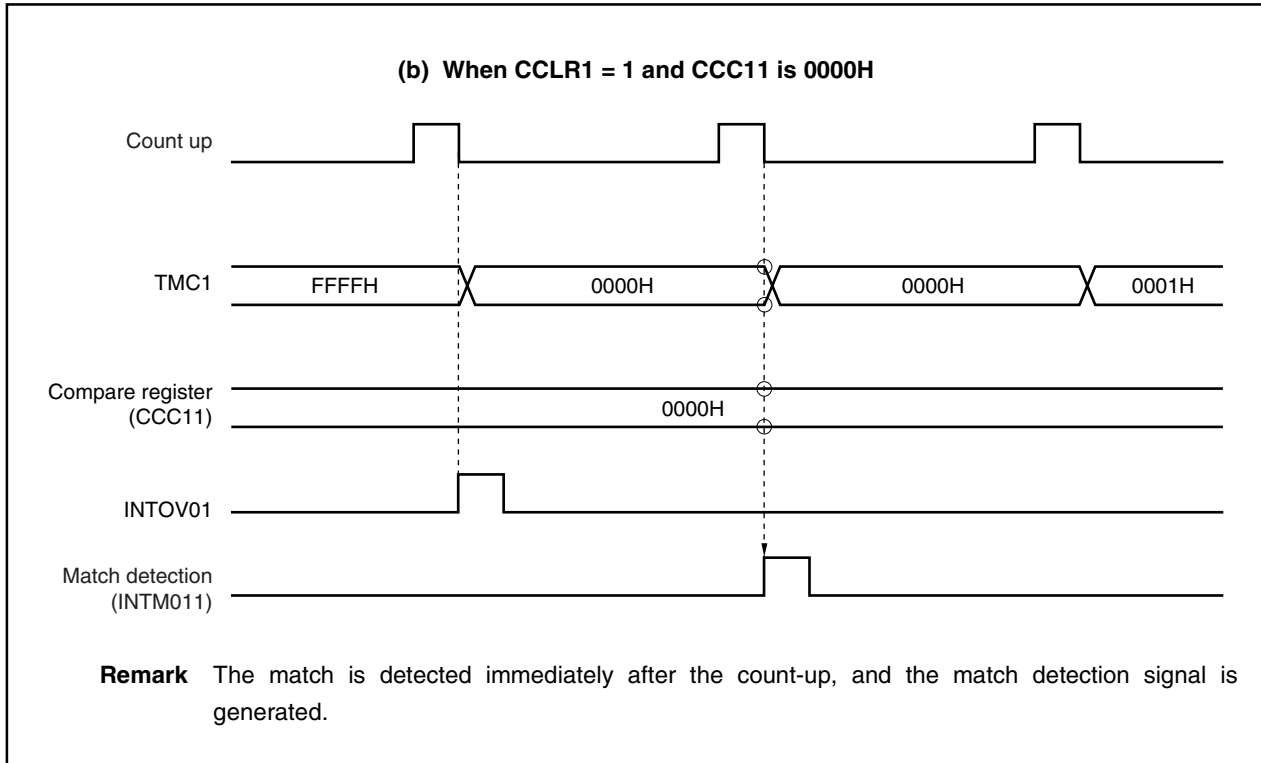 (b) When CCLR1 = 1 and CCC11 is 0000H
Count up
TMC1
FFFFH
0000H
0000H
0001H
Compare register
(CCC11)
0000H
INTOV01
Match detection
(INTM011)
Remark The match is detected immediately after the count-up, and the match detection signal is
generated.